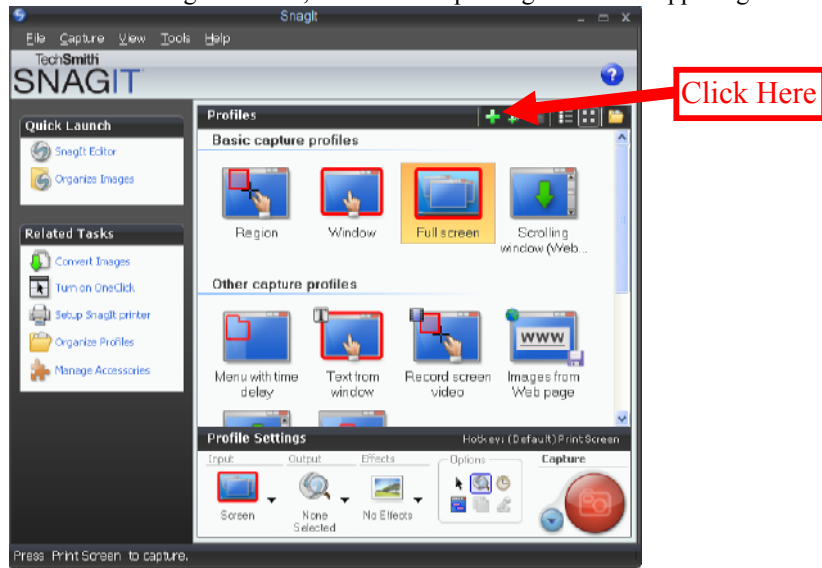 SnagIt
File Capture View Tools Help
TechSmith
SNAGIT
?
Click Here
Quick Launch
SnagIt Editor
Organize Images
Related Tasks
Convert Images
Turn on OneClick
Setup SnagIt printer
Organize Profiles
Manage Accessories
Profiles
Basic capture profiles
Region Window Full screen Scrolling
window (Web...
Other capture profiles
T
WWW
Menu with time Text from Record screen Images from
delay window video Web page
Profile Settings Hotkey: (Default) Print Screen
Input Output Effects Options Capture
Screen None No Effects
Selected
Press Print Screen to capture.